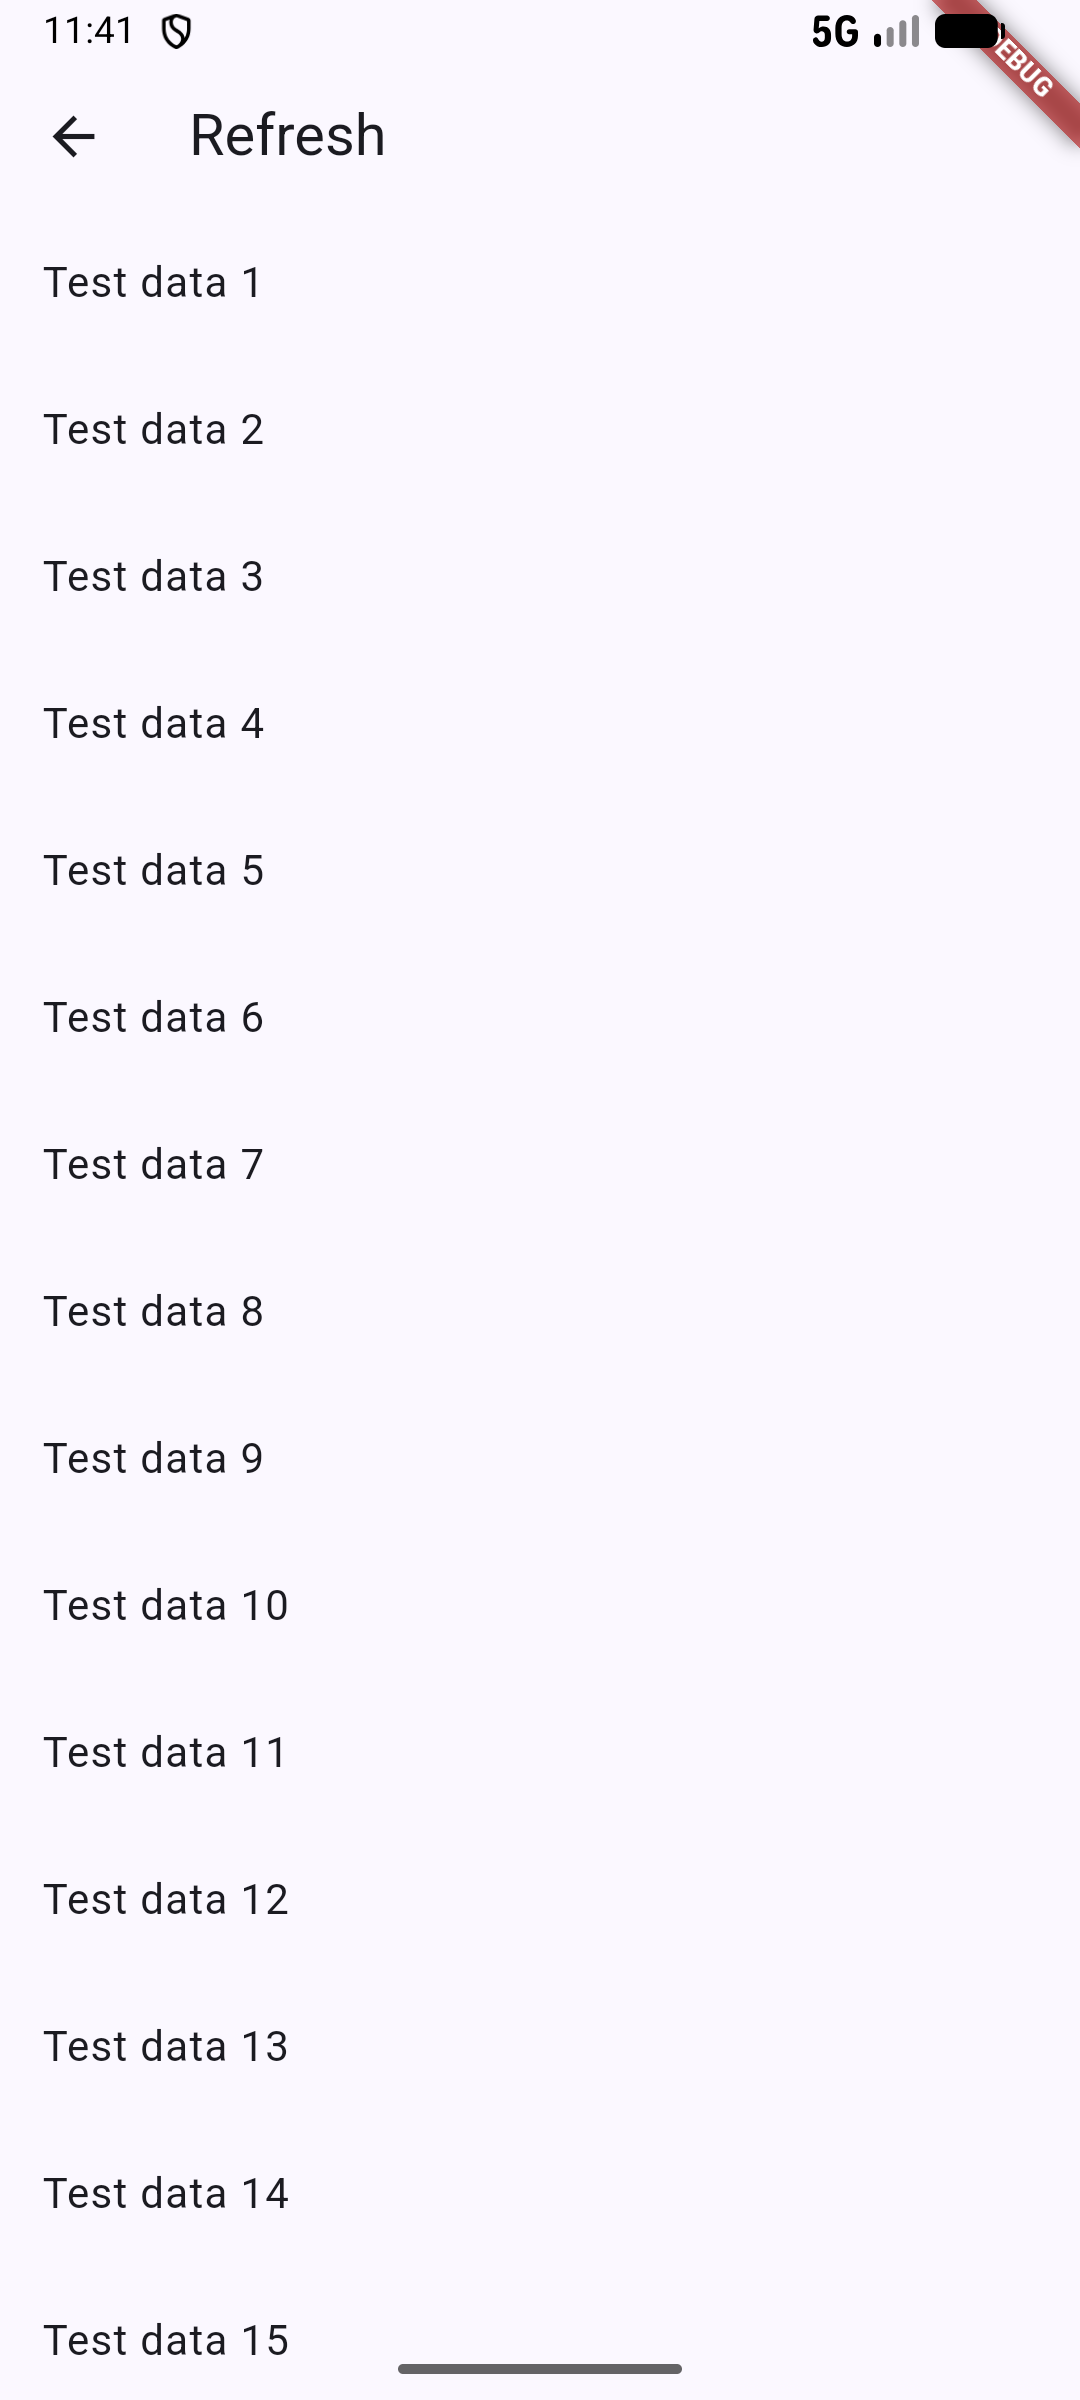 11:41
5G
EBUG
Refresh
Test data 1
Test data 2
Test data 3
Test data 4
Test data 5
Test data 6
Test data 7
Test data 8
Test data 9
Test data 10
Test data 11
Test data 12
Test data 13
Test data 14
Test data 15